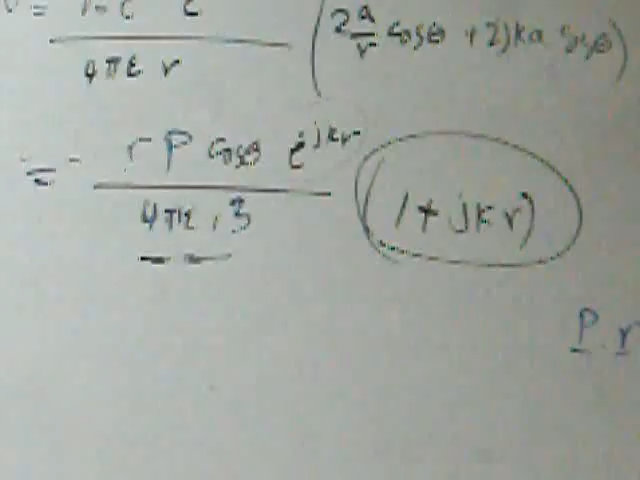 4πε r (2a/r cosθ + 2jka cosθ)
= r p cosθ e^jkr
4πε r3 (1 + jkr)
p . r